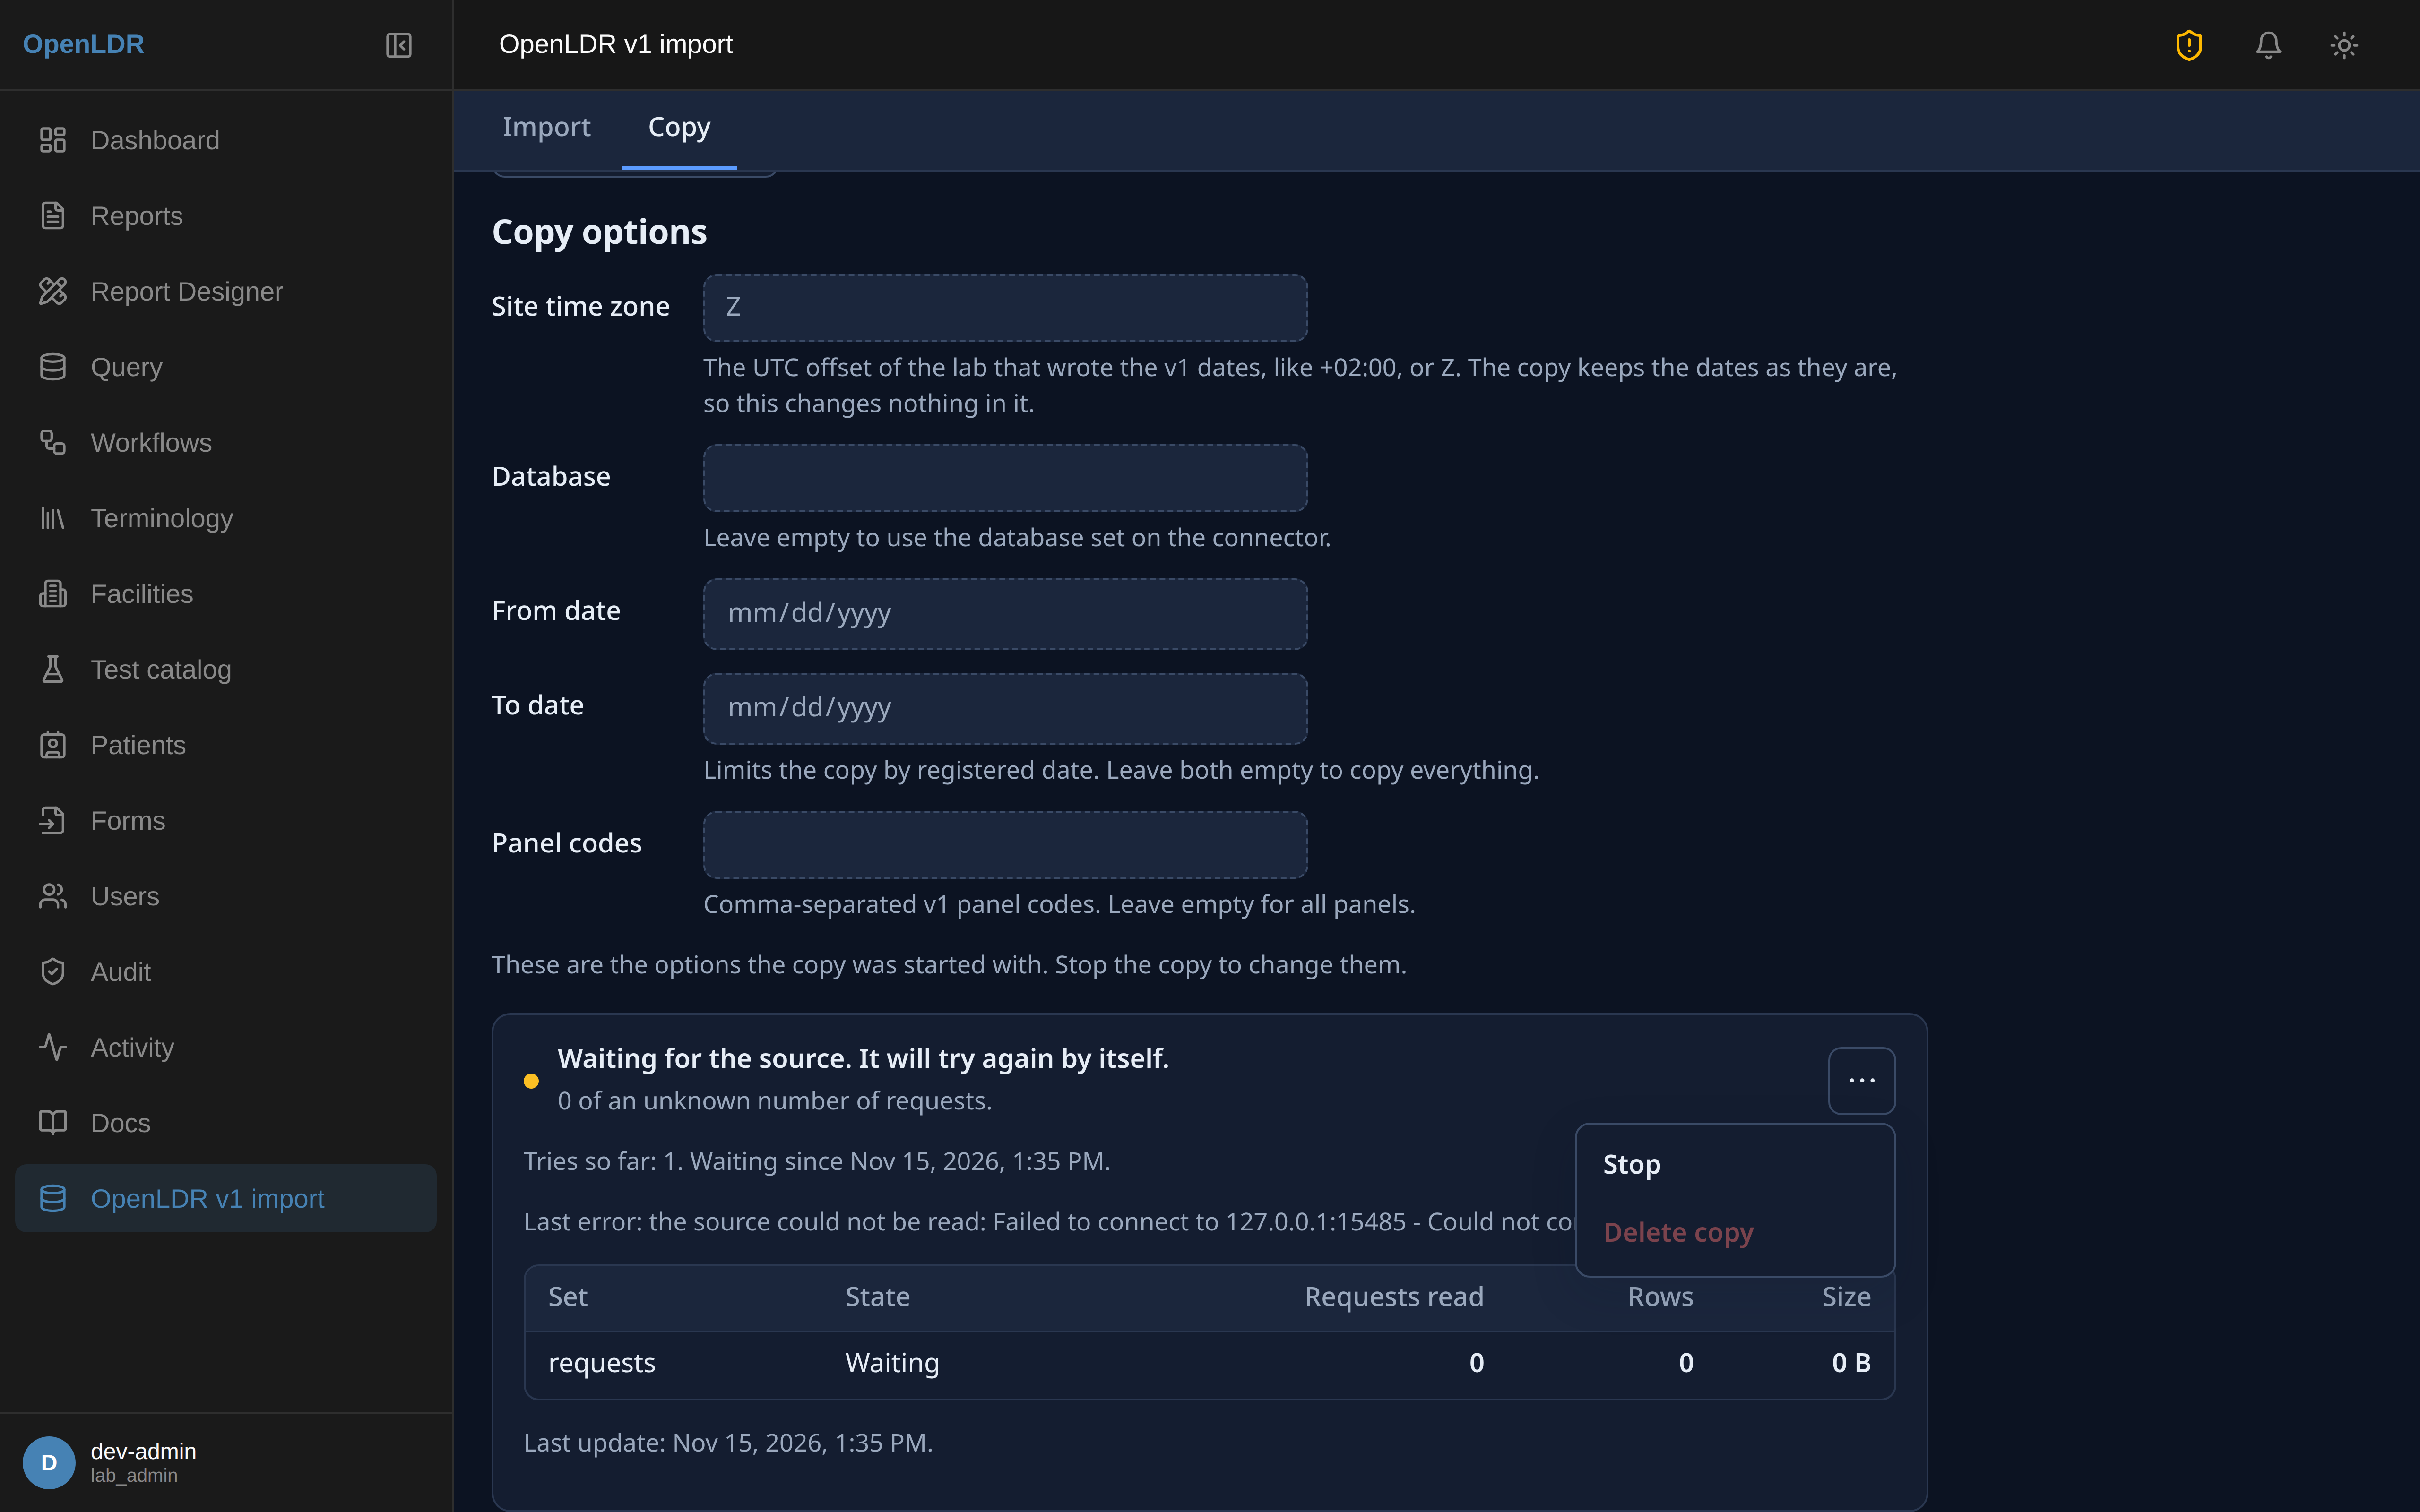 OpenLDR
OpenLDR v1 import
Dashboard
Reports
Report Designer
Query
Workflows
Terminology
Facilities
Test catalog
Patients
Forms
Users
Audit
Activity
Docs
OpenLDR v1 import
D
dev-admin
lab_admin
Import
Copy
Copy options
Site time zone
Z
The UTC offset of the lab that wrote the v1 dates, like +02:00, or Z. The copy keeps the dates as they are,
so this changes nothing in it.
Database
Leave empty to use the database set on the connector.
From date
mm/dd/yyyy
To date
mm/dd/yyyy
Limits the copy by registered date. Leave both empty to copy everything.
Panel codes
Comma-separated v1 panel codes. Leave empty for all panels.
These are the options the copy was started with. Stop the copy to change them.
Waiting for the source. It will try again by itself.
0 of an unknown number of requests.
Tries so far: 1. Waiting since Nov 15, 2026, 1:35 PM.
Last error: the source could not be read: Failed to connect to 127.0.0.1:15485 - Could not co
Stop
Delete copy
Set State Requests read Rows Size
requests Waiting 0 0 0 B
Last update: Nov 15, 2026, 1:35 PM.